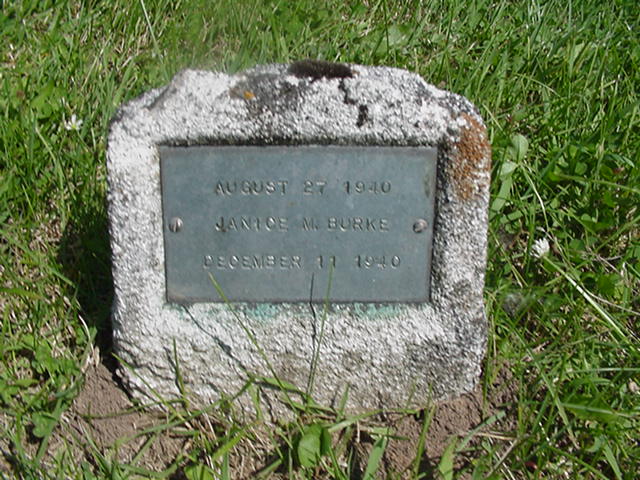 AUGUST 27 1940
JANICE M. BURKE
DECEMBER 11 1940